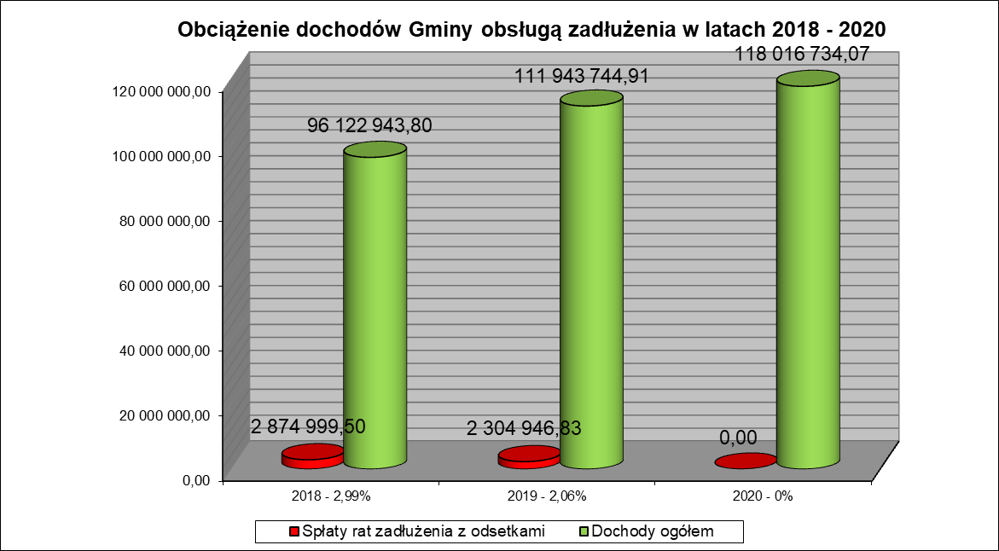 Obciążenie dochodów Gminy obsługą zadłużenia w latach 2018 - 2020
118 016 734,07
111 943 744,91
96 122 943,80
120 000 000,00
100 000 000,00
80 000 000,00
60 000 000,00
40 000 000,00
20 000 000,00
0,00
2 874 999,50
2 304 946,83
0,00
2018 - 2,99%
2019 - 2,06%
2020 - 0%
Spłaty rat zadłużenia z odsetkami
Dochody ogółem